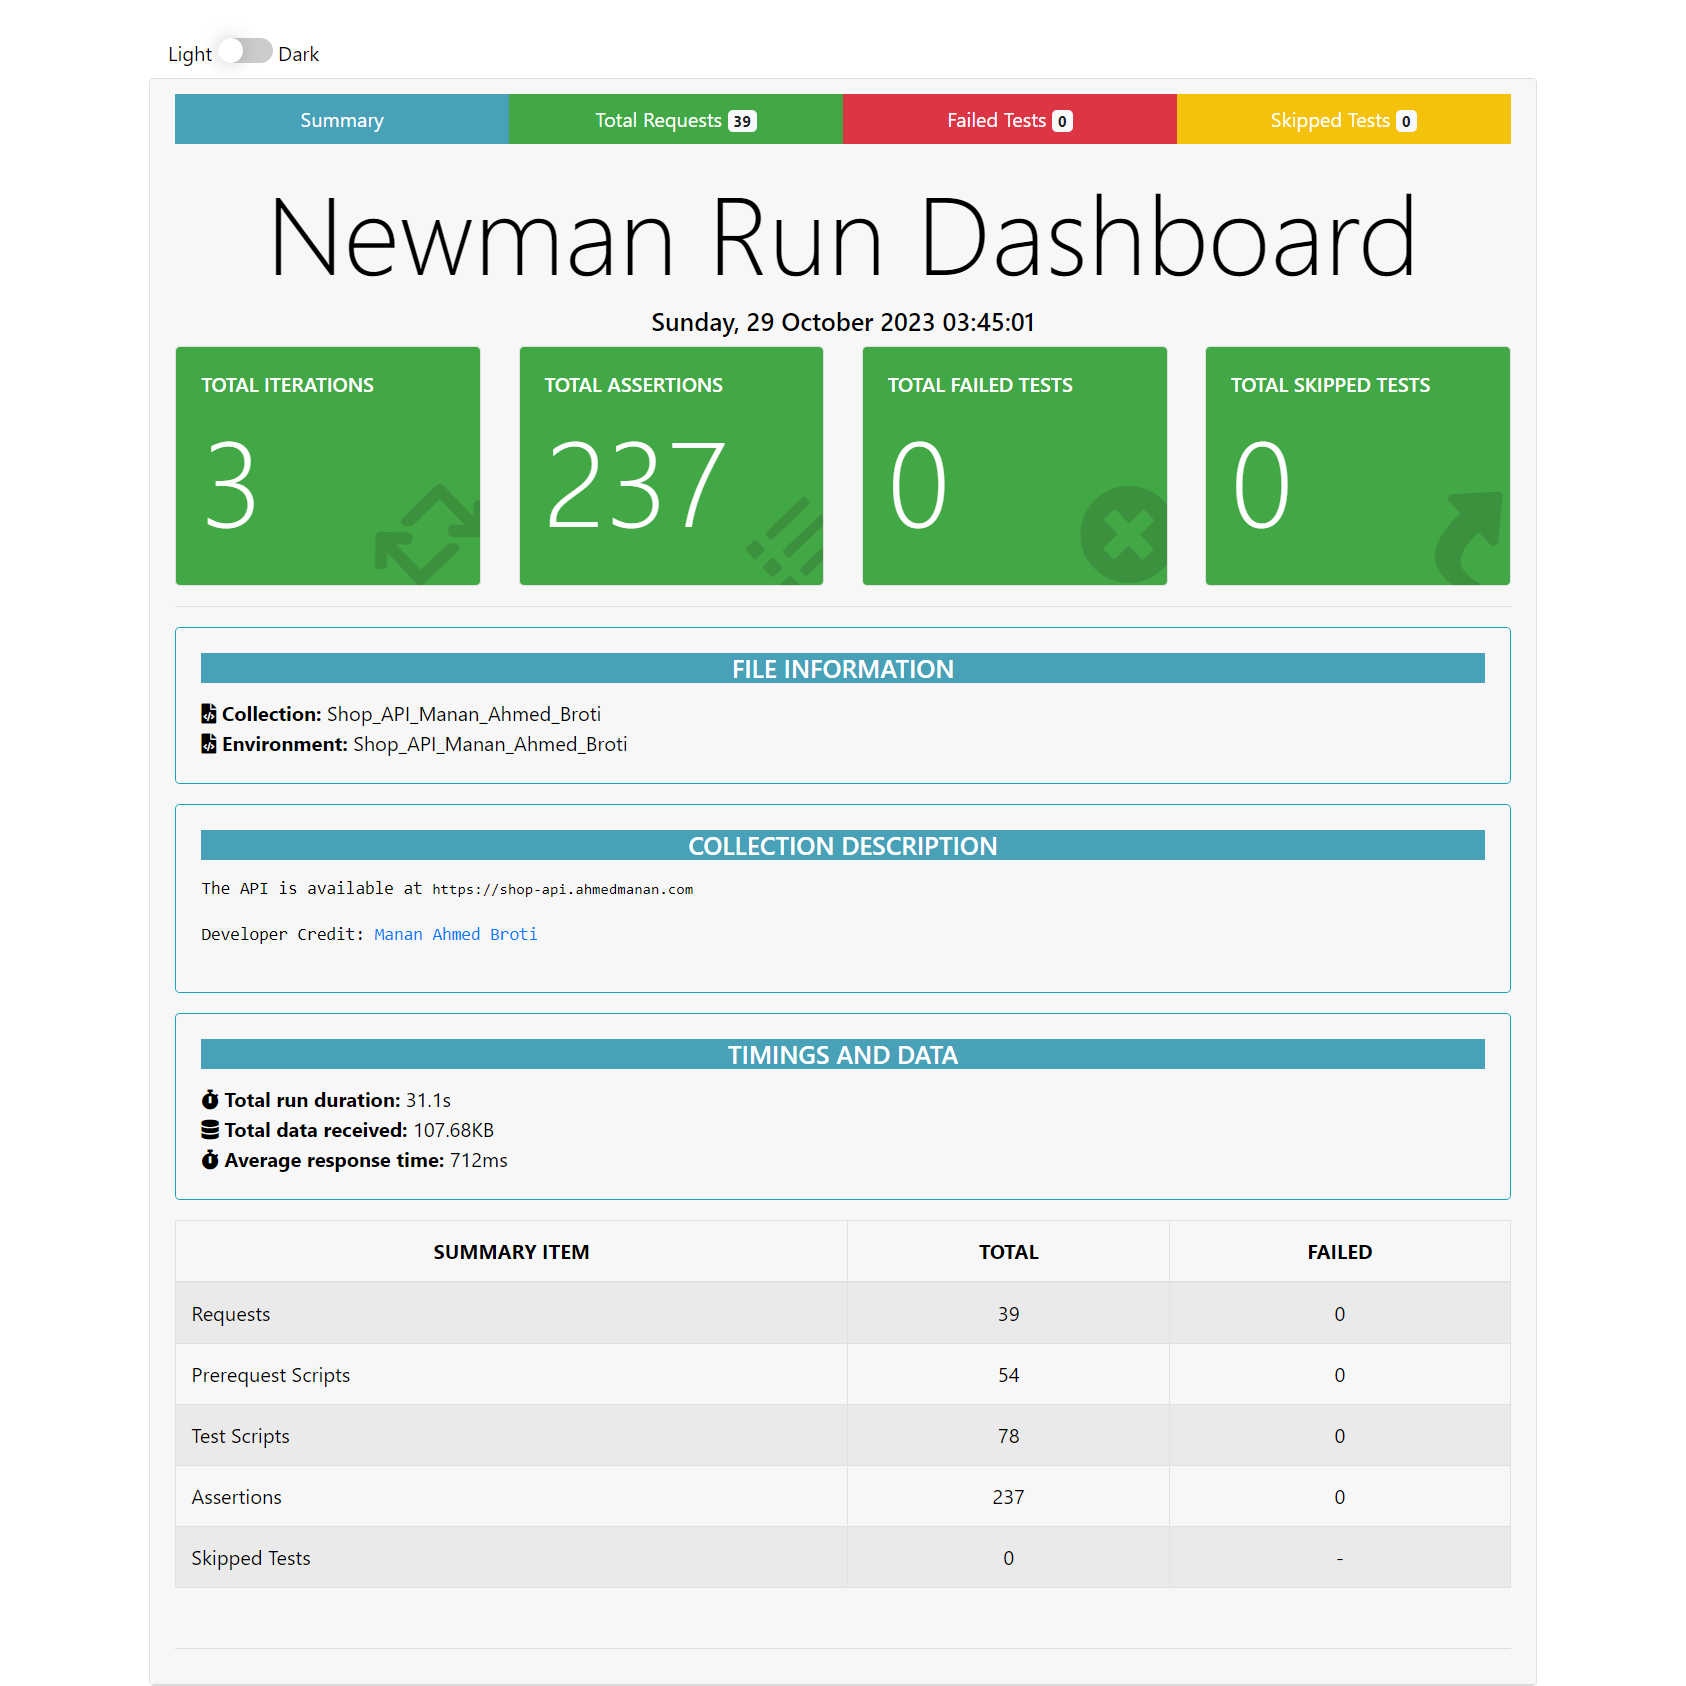 Light Dark
Summary Total Requests 39 Failed Tests 0 Skipped Tests 0
Newman Run Dashboard
Sunday, 29 October 2023 03:45:01
TOTAL ITERATIONS TOTAL ASSERTIONS TOTAL FAILED TESTS TOTAL SKIPPED TESTS
3 237 0 0
FILE INFORMATION
Collection: Shop_API_Manan_Ahmed_Broti
Environment: Shop_API_Manan_Ahmed_Broti
COLLECTION DESCRIPTION
The API is available at https://shop-api.ahmedmanan.com
Developer Credit: Manan Ahmed Broti
TIMINGS AND DATA
Total run duration: 31.1s
Total data received: 107.68KB
Average response time: 712ms
SUMMARY ITEM TOTAL FAILED
Requests 39 0
Prerequest Scripts 54 0
Test Scripts 78 0
Assertions 237 0
Skipped Tests 0 -